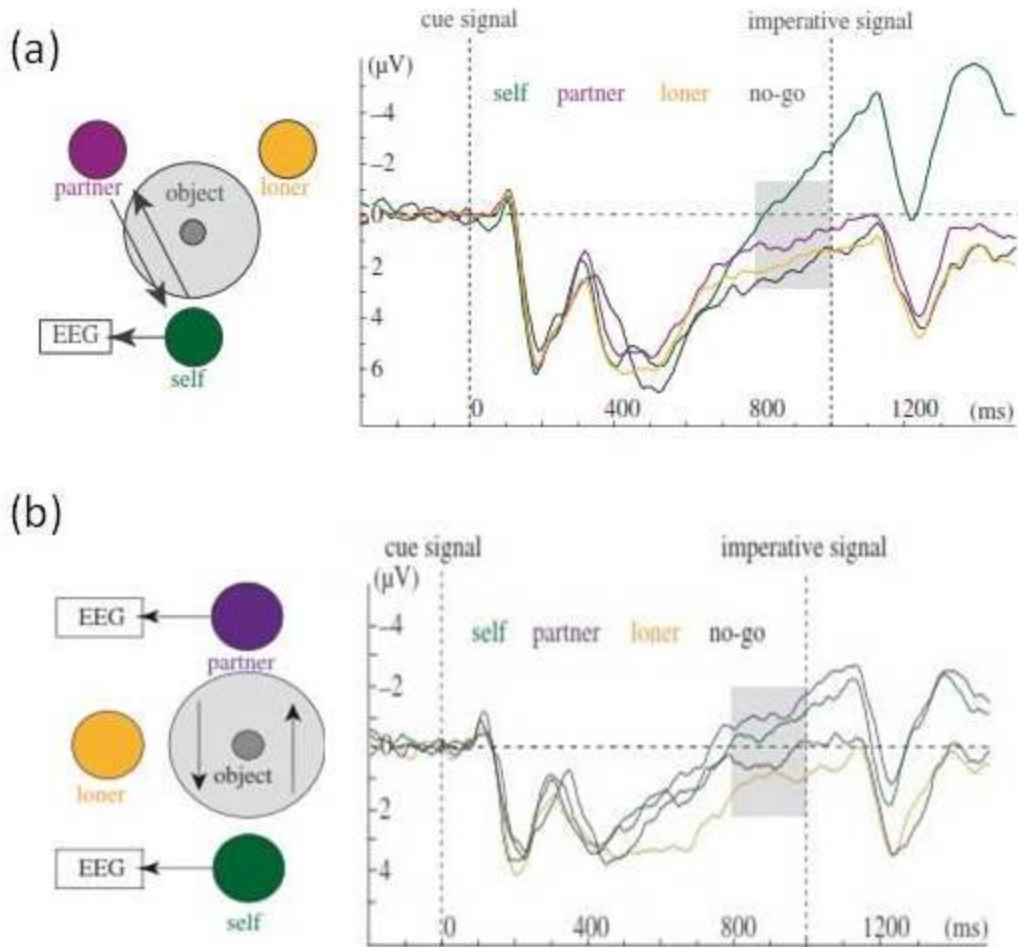 (a)
cue signal
imperative signal
(μV)
self partner loner no-go
-4
-2
0
2
4
6
0 400 800 1200 (ms)
partner
object
loner
EEG
self
(b)
cue signal
imperative signal
(μV)
self partner loner no-go
-4
-2
0
2
4
0 400 800 1200 (ms)
EEG
partner
loner
object
EEG
self